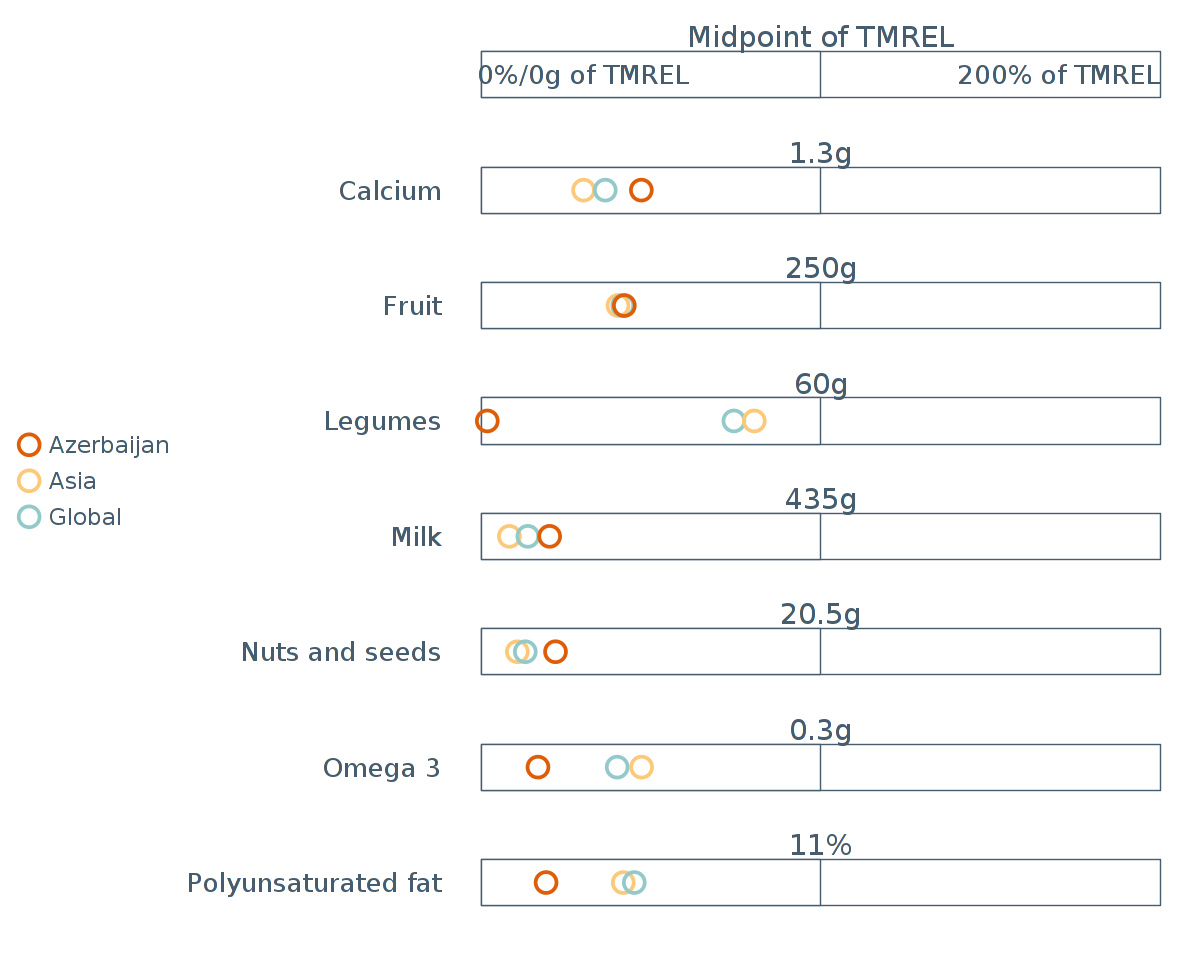 Midpoint of TMREL
0%/0g of TMREL
200% of TMREL
1.3g
Calcium
250g
Fruit
60g
Legumes
Azerbaijan
Asia
Global
435g
Milk
20.5g
Nuts and seeds
0.3g
Omega 3
11%
Polyunsaturated fat